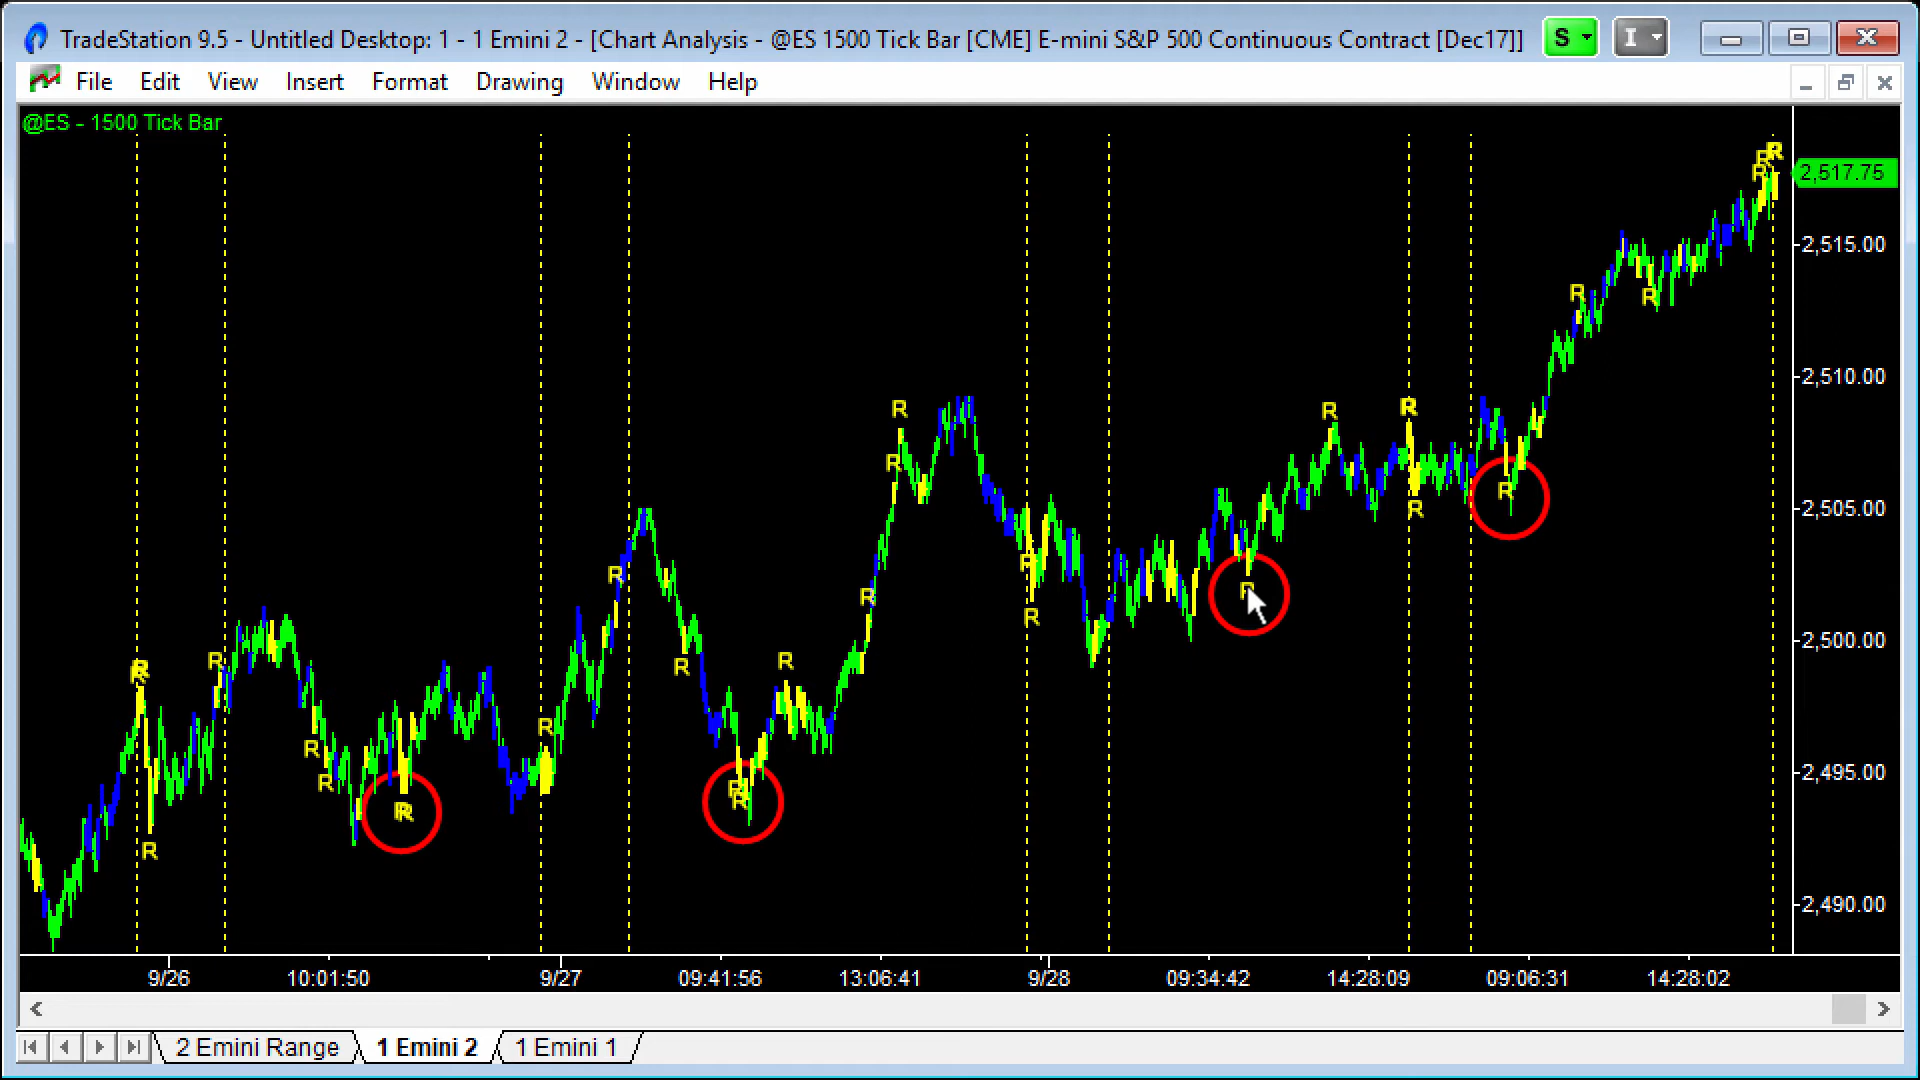 TradeStation 9.5 - Untitled Desktop: 1 - 1 Emini 2 - [Chart Analysis - @ES 1500 Tick Bar [CME] E-mini S&P 500 Continuous Contract [Dec17]] S I
File Edit View Insert Format Drawing Window Help
@ES - 1500 Tick Bar
R R R
R
2,517.75
2,515.00
R
R
2,510.00
R
R
R
R
R
2,505.00
R
R
R
R
R
R
R
2,500.00
R
R
R
R
R
R
R
2,495.00
R
R
R
R
R
R
R
2,490.00
9/26 10:01:50 9/27 09:41:56 13:06:41 9/28 09:34:42 14:28:09 09:06:31 14:28:02
2 Emini Range 1 Emini 2 1 Emini 1